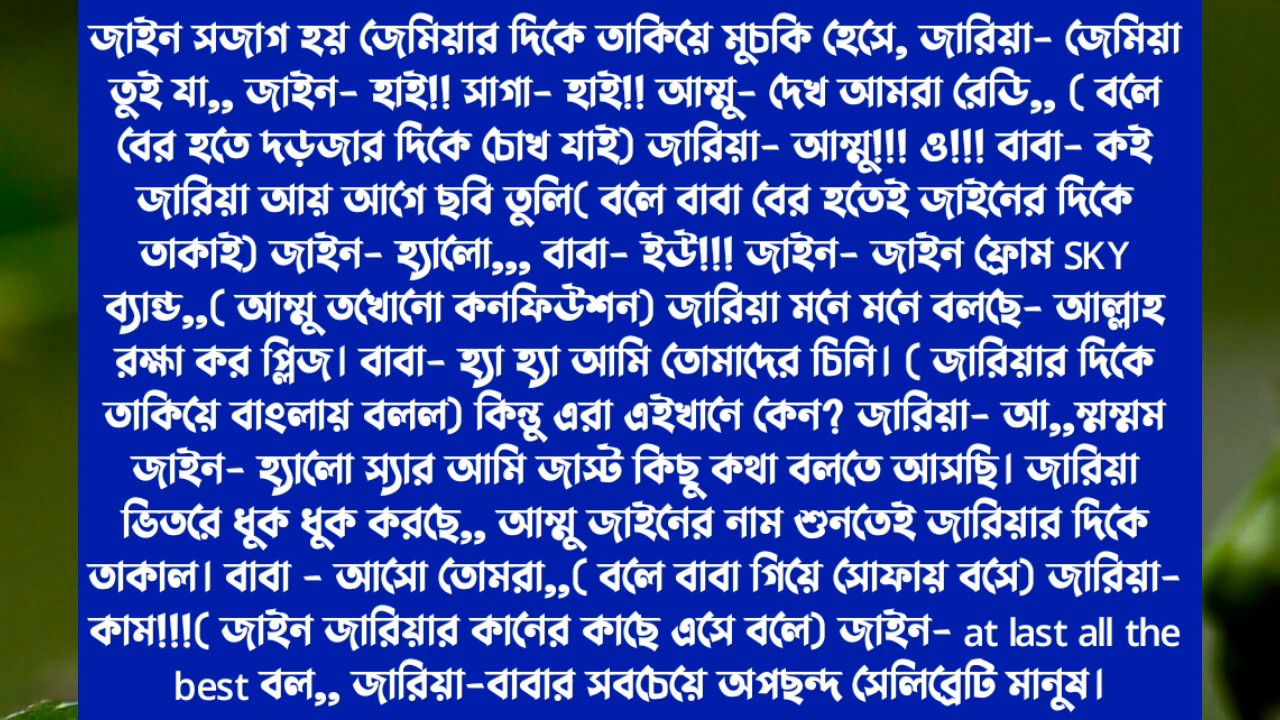 জাইন সজাগ হয় জেমিয়ার দিকে তাকিয়ে মুচকি হেসে, জারিয়া- জেমিয়া
তুই যা,, জাইন- হাই!! সাগা- হাই!! আম্মু- দেখ আমরা রেডি,, ( বলে
বের হতে দড়জার দিকে চোখ যাই) জারিয়া- আম্মু!!! ও!!! বাবা- কই
জারিয়া আয় আগে ছবি তুলি( বলে বাবা বের হতেই জাইনের দিকে
তাকাই) জাইন- হ্যালো,,, বাবা- ইউ!!! জাইন- জাইন ফ্রোম SKY
ব্যান্ড,,( আম্মু তখোনো কনফিউশন) জারিয়া মনে মনে বলছে- আল্লাহ
রক্ষা কর প্লিজ। বাবা- হ্যা হ্যা আমি তোমাদের চিনি। ( জারিয়ার দিকে
তাকিয়ে বাংলায় বলল) কিন্তু এরা এইখানে কেন? জারিয়া- আ,,ম্মম্মম
জাইন- হ্যালো স্যার আমি জাস্ট কিছু কথা বলতে আসছি। জারিয়া
ভিতরে ধুক ধুক করছে,, আম্মু জাইনের নাম শুনতেই জারিয়ার দিকে
তাকাল। বাবা - আসো তোমরা,,( বলে বাবা গিয়ে সোফায় বসে) জারিয়া-
কাম!!!( জাইন জারিয়ার কানের কাছে এসে বলে) জাইন- at last all the
best বল,, জারিয়া-বাবার সবচেয়ে অপছন্দ সেলিব্রেটি মানুষ।